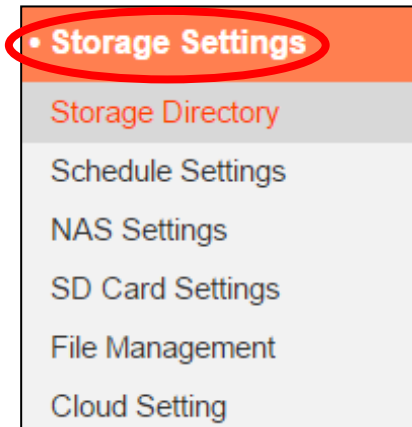 • Storage Settings
Storage Directory
Schedule Settings
NAS Settings
SD Card Settings
File Management
Cloud Setting